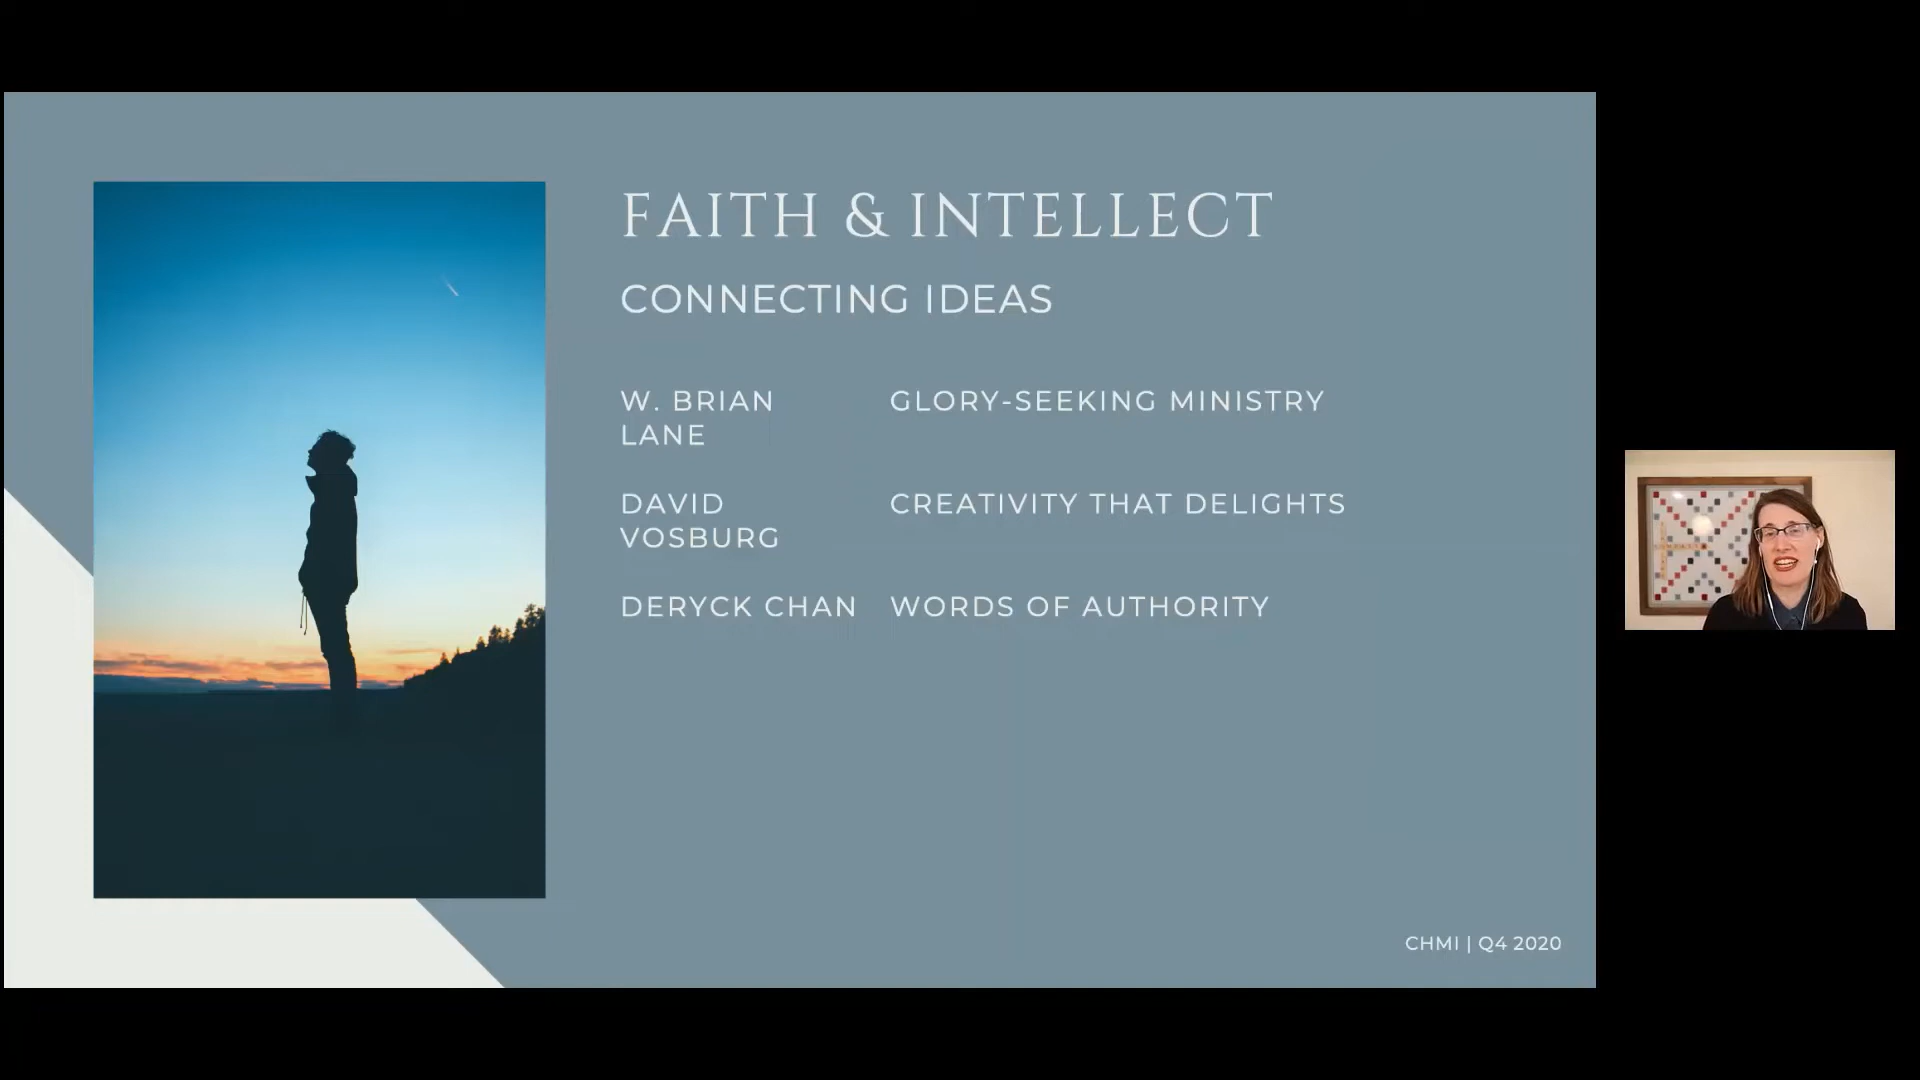 FAITH & INTELLECT
CONNECTING IDEAS
W. BRIAN LANE
GLORY-SEEKING MINISTRY
DAVID VOSBURG
CREATIVITY THAT DELIGHTS
DERYCK CHAN
WORDS OF AUTHORITY
CHMI | Q4 2020